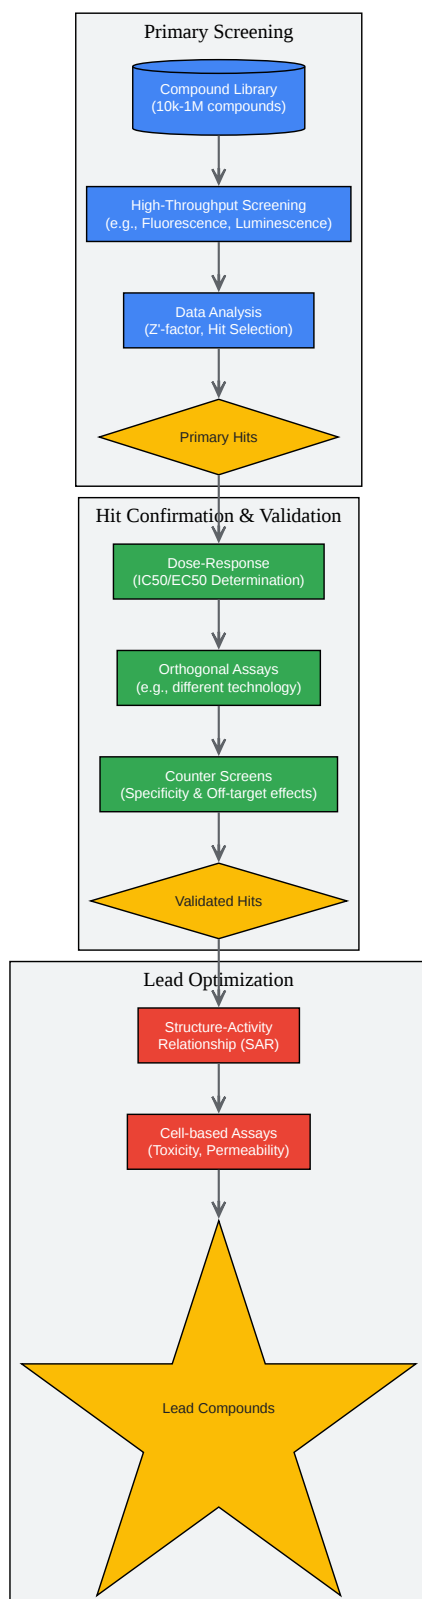 Primary Screening
Compound Library
(10k-1M compounds)
High-Throughput Screening
(e.g., Fluorescence, Luminescence)
Data Analysis
(Z'-factor, Hit Selection)
Primary Hits
Hit Confirmation & Validation
Dose-Response
(IC50/EC50 Determination)
Orthogonal Assays
(e.g., different technology)
Counter Screens
(Specificity & Off-target effects)
Validated Hits
Lead Optimization
Structure-Activity
Relationship (SAR)
Cell-based Assays
(Toxicity, Permeability)
Lead Compounds